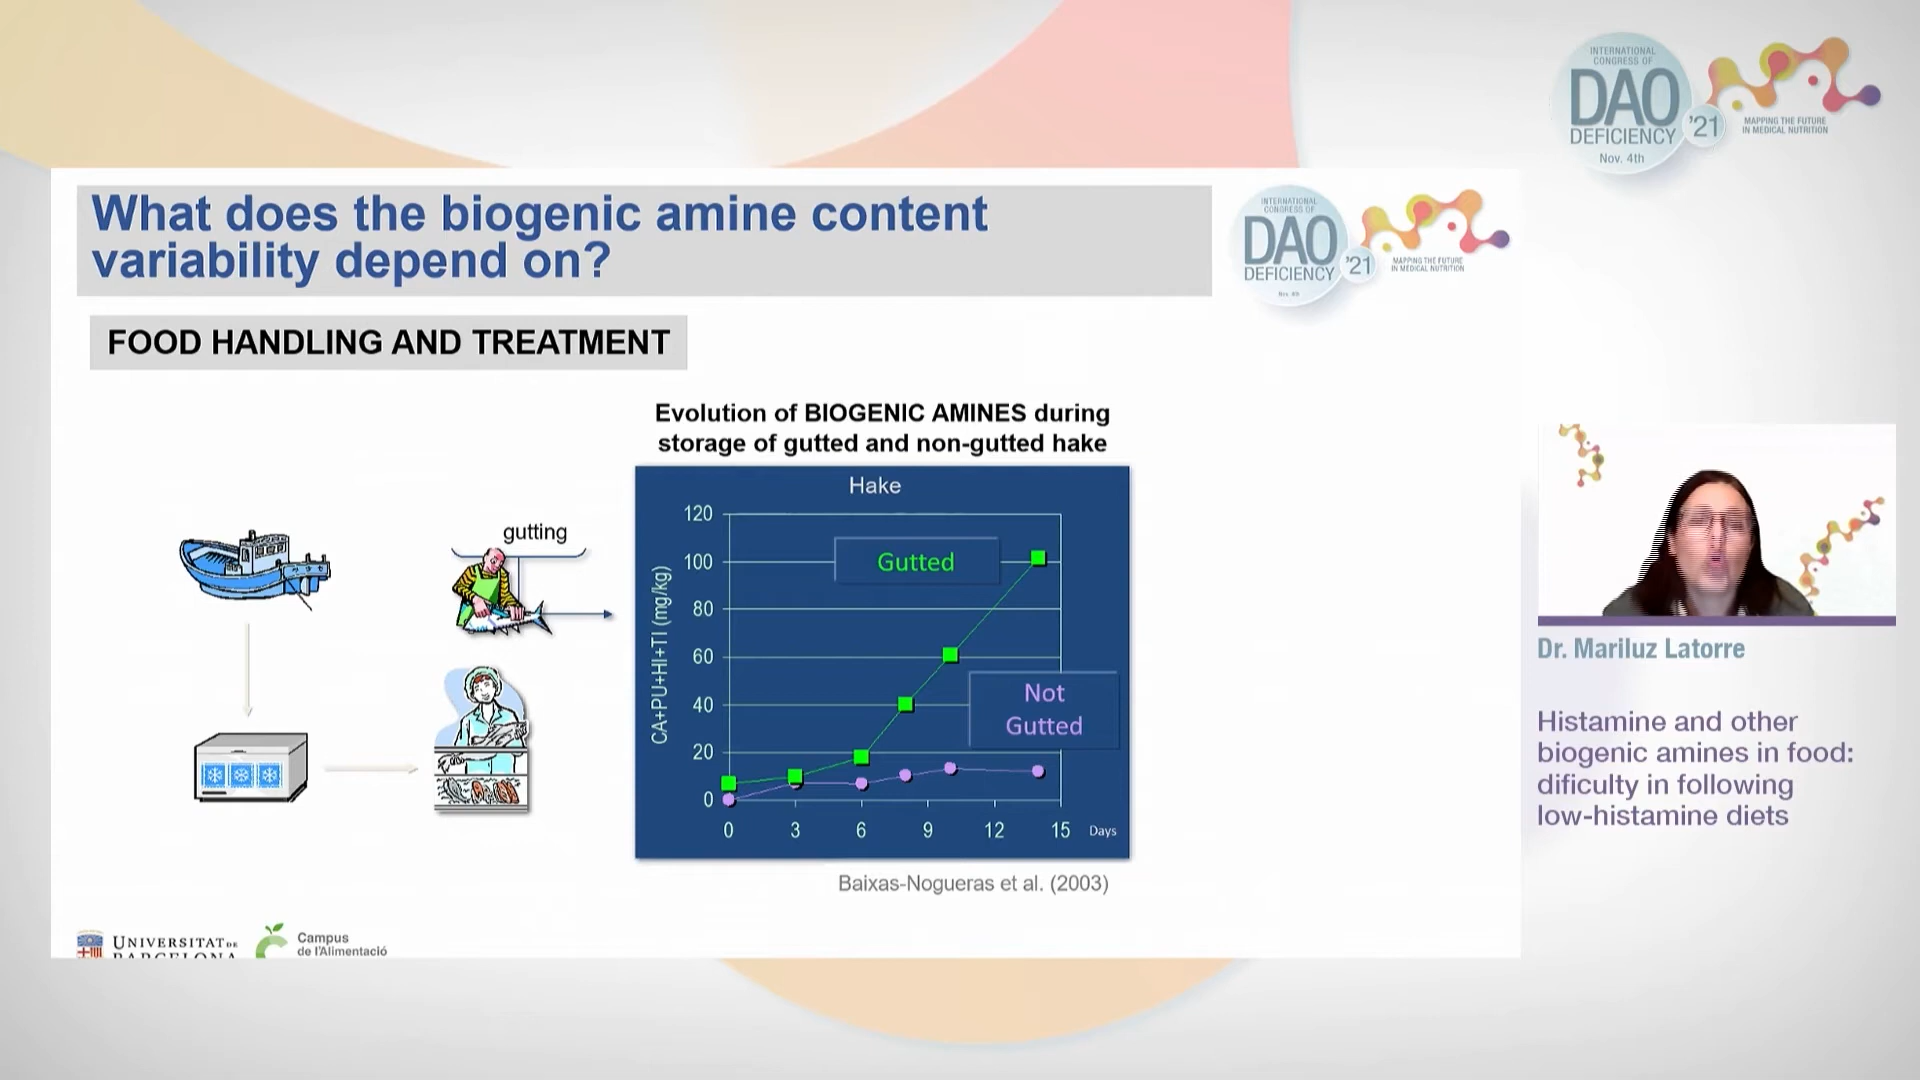 INTERNATIONAL
CONGRESS OF
DAO
DEFICIENCY
'21
Nov. 4th
MAPPING THE FUTURE
IN MEDICAL NUTRITION
What does the biogenic amine content
variability depend on?
INTERNATIONAL
CONGRESS OF
DAO
DEFICIENCY
'21
MAPPING THE FUTURE
IN MEDICAL NUTRITION
FOOD HANDLING AND TREATMENT
Evolution of BIOGENIC AMINES during
storage of gutted and non-gutted hake
gutting
Hake
CA+PU+HI+TI (mg/kg)
120
100
80
60
40
20
0
Gutted
Not
Gutted
0 3 6 9 12 15 Days
Baixas-Nogueras et al. (2003)
UNIVERSITAT DE
BARCELONA
Campus
de l'Alimentació
Dr. Mariluz Latorre
Histamine and other
biogenic amines in food:
dificulty in following
low-histamine diets